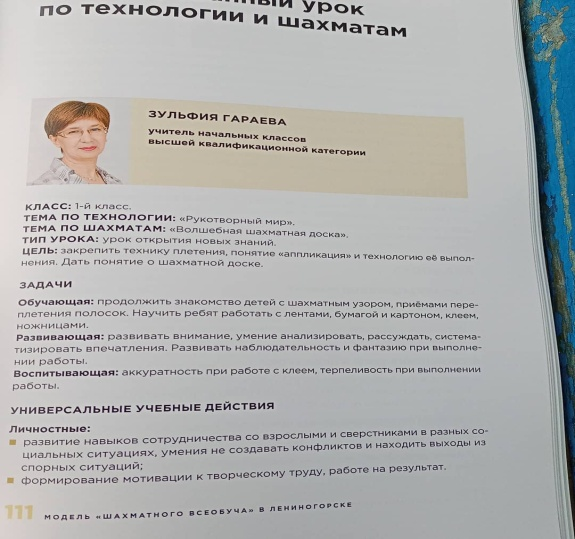 урок
по технологии и шахматам
ЗУЛЬФИЯ ГАРАЕВА
учитель начальных классов
высшей квалификационной категории
КЛАСС: 1-й класс.
ТЕМА ПО ТЕХНОЛОГИИ: «Рукотворный мир».
ТЕМА ПО ШАХМАТАМ: «Волшебная шахматная доска».
ТИП УРОКА: урок открытия новых знаний.
ЦЕЛЬ: закрепить технику плетения, понятие «аппликация» и технологию её выпол-
нения. Дать понятие о шахматной доске.
ЗАДАЧИ
Обучающая: продолжить знакомство детей с шахматным узором, приёмами пере-
плетения полосок. Научить ребят работать с лентами, бумагой и картоном, клеем,
ножницами.
Развивающая: развивать внимание, умение анализировать, рассуждать, система-
тизировать впечатления. Развивать наблюдательность и фантазию при выполне-
нии работы.
Воспитывающая: аккуратность при работе с клеем, терпеливость при выполнении
работы.
УНИВЕРСАЛЬНЫЕ УЧЕБНЫЕ ДЕЙСТВИЯ
Личностные:
развитие навыков сотрудничества со взрослыми и сверстниками в разных со-
циальных ситуациях, умения не создавать конфликтов и находить выходы из
спорных ситуаций;
формирование мотивации к творческому труду, работе на результат.
111 МОДЕЛЬ «ШАХМАТНОГО ВСЕОБУЧА» В ЛЕНИНОГОРСКЕ